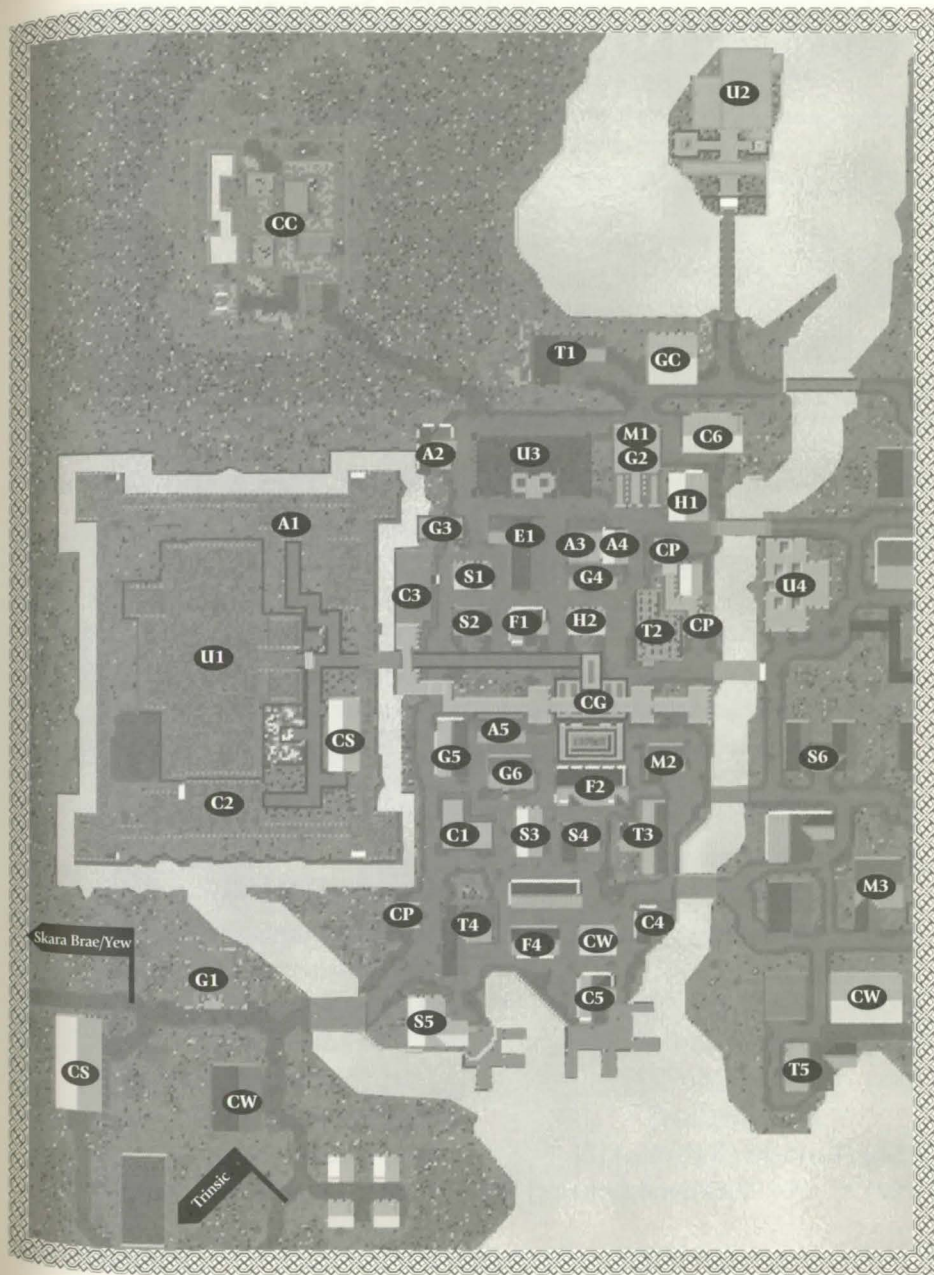 U2
CC
T1
GC
A2
U3
M1
G2
C6
H1
A1
G3
E1
A3
A4
CP
U4
C3
S1
G4
S2
F1
H2
T2
CP
U1
CG
CS
G5
A5
G6
M2
S6
F2
C2
C1
S3
S4
T3
M3
Skara Brae/Yew
CP
T4
F4
CW
C4
G1
C5
CW
S5
CS
T5
CW
Trinsic